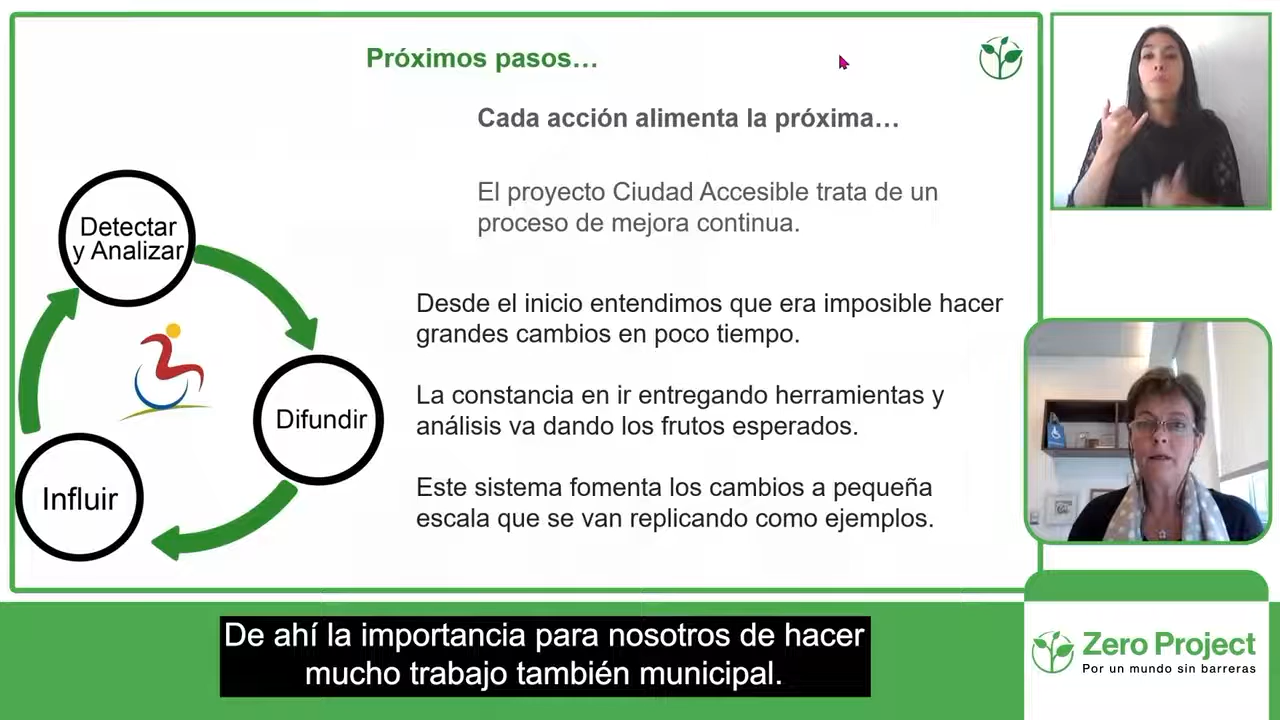 Próximos pasos…
Cada acción alimenta la próxima…
El proyecto Ciudad Accesible trata de un
proceso de mejora continua.
Detectar
y Analizar
Difundir
Influir
Desde el inicio entendimos que era imposible hacer
grandes cambios en poco tiempo.
La constancia en ir entregando herramientas y
análisis va dando los frutos esperados.
Este sistema fomenta los cambios a pequeña
escala que se van replicando como ejemplos.
De ahí la importancia para nosotros de hacer
mucho trabajo también municipal.
Zero Project
Por un mundo sin barreras